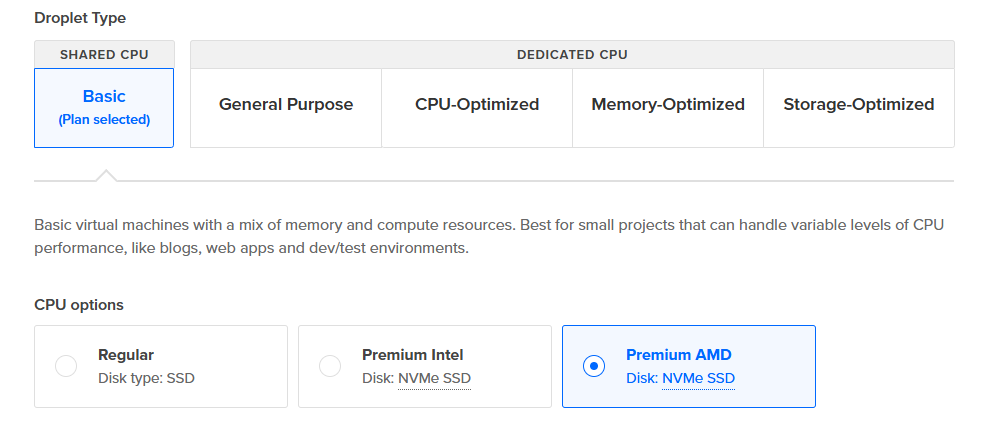 Droplet Type
SHARED CPU
DEDICATED CPU
Basic
(Plan selected)
General Purpose
CPU-Optimized
Memory-Optimized
Storage-Optimized
Basic virtual machines with a mix of memory and compute resources. Best for small projects that can handle variable levels of CPU
performance, like blogs, web apps and dev/test environments.
CPU options
Regular
Disk type: SSD
Premium Intel
Disk: NVMe SSD
Premium AMD
Disk: NVMe SSD